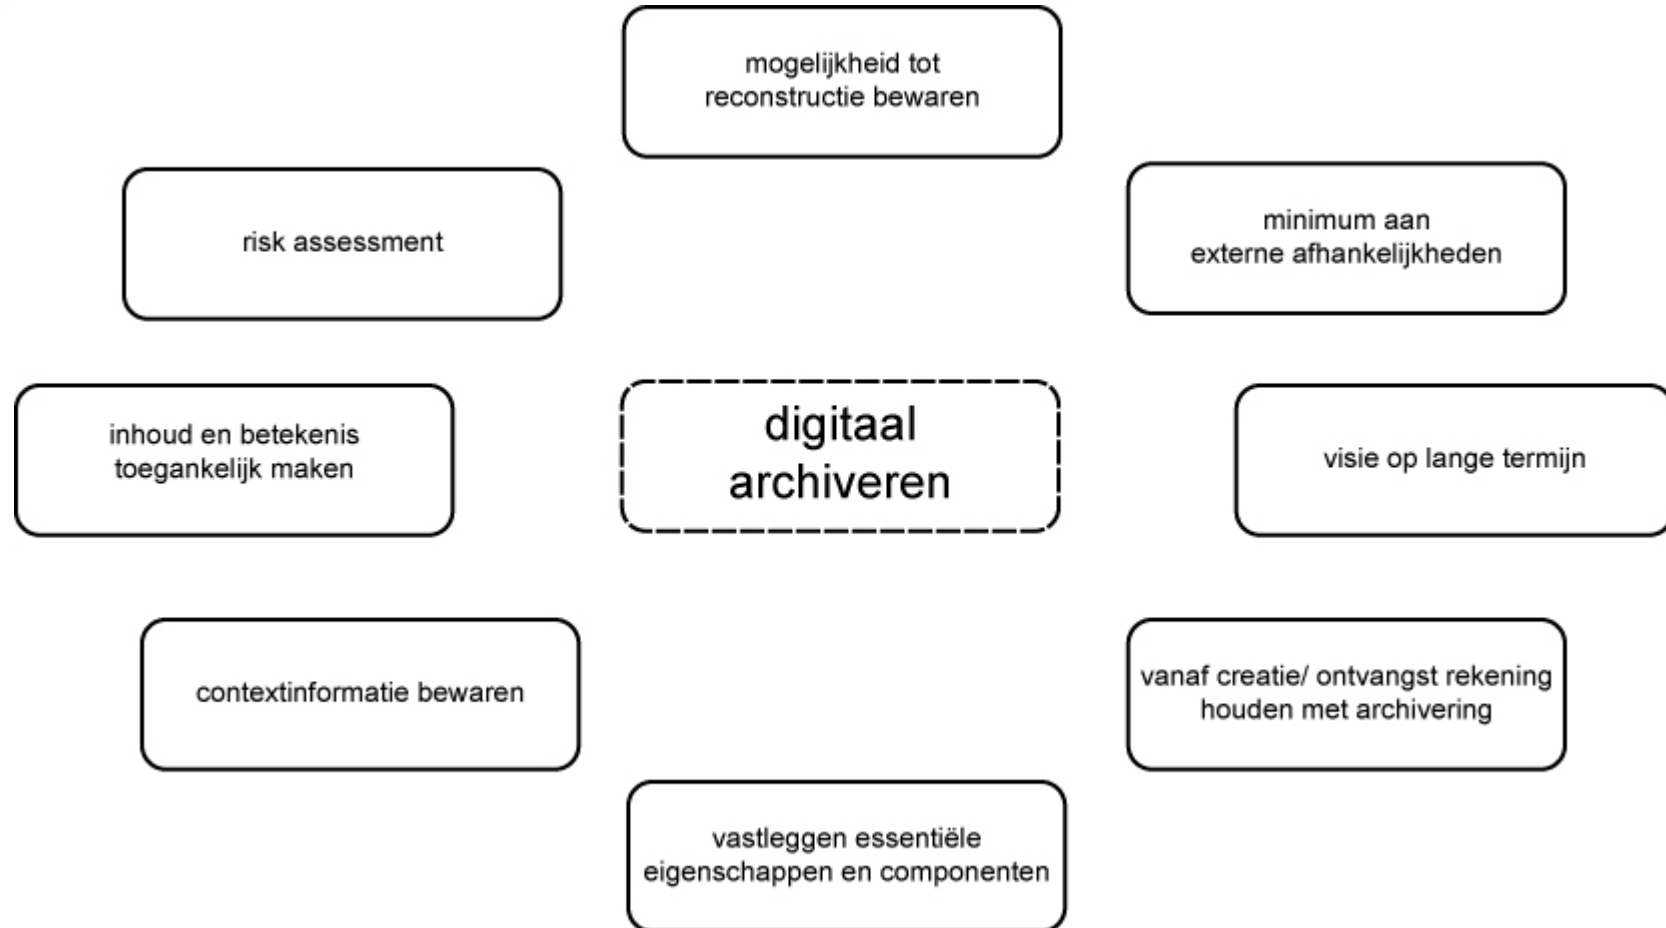 mogelijkheid tot
reconstructie bewaren
risk assessment
minimum aan
externe afhankelijkheden
inhoud en betekenis
toegankelijk maken
digitaal
archiveren
visie op lange termijn
contextinformatie bewaren
vanaf creatie/ ontvangst rekening
houden met archivering
vastleggen essentiële
eigenschappen en componenten